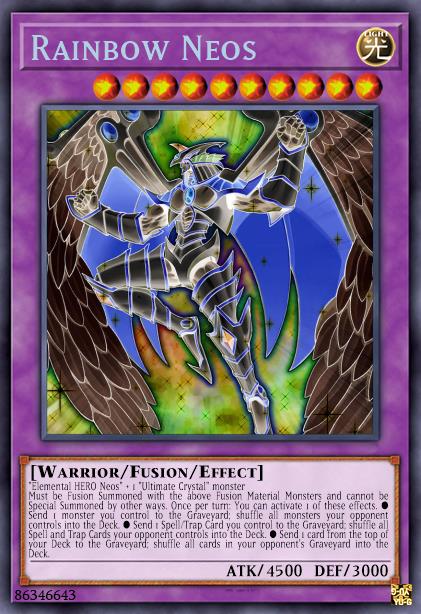 RAINBOW NEOS
LIGHT
光
[WARRIOR/FUSION/EFFECT]
"Elemental HERO Neos" + 1 "Ultimate Crystal" monster
Must be Fusion Summoned with the above Fusion Material Monsters and cannot be
Special Summoned by other ways. Once per turn: You can activate 1 of these effects. ●
Send 1 monster you control to the Graveyard; shuffle all monsters your opponent
controls into the Deck. ● Send 1 Spell/Trap Card you control to the Graveyard; shuffle all
Spell and Trap Cards your opponent controls into the Deck. ● Send 1 card from the top
of your Deck to the Graveyard; shuffle all cards in your opponent's Graveyard into the
Deck.
ATK/4500 DEF/3000
86346643